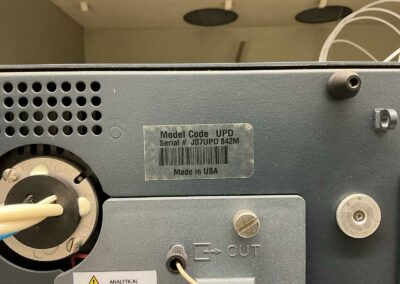 Model Code UPD
Serial # J07UPD 842M
Made in USA
OUT
ANALYTICAL